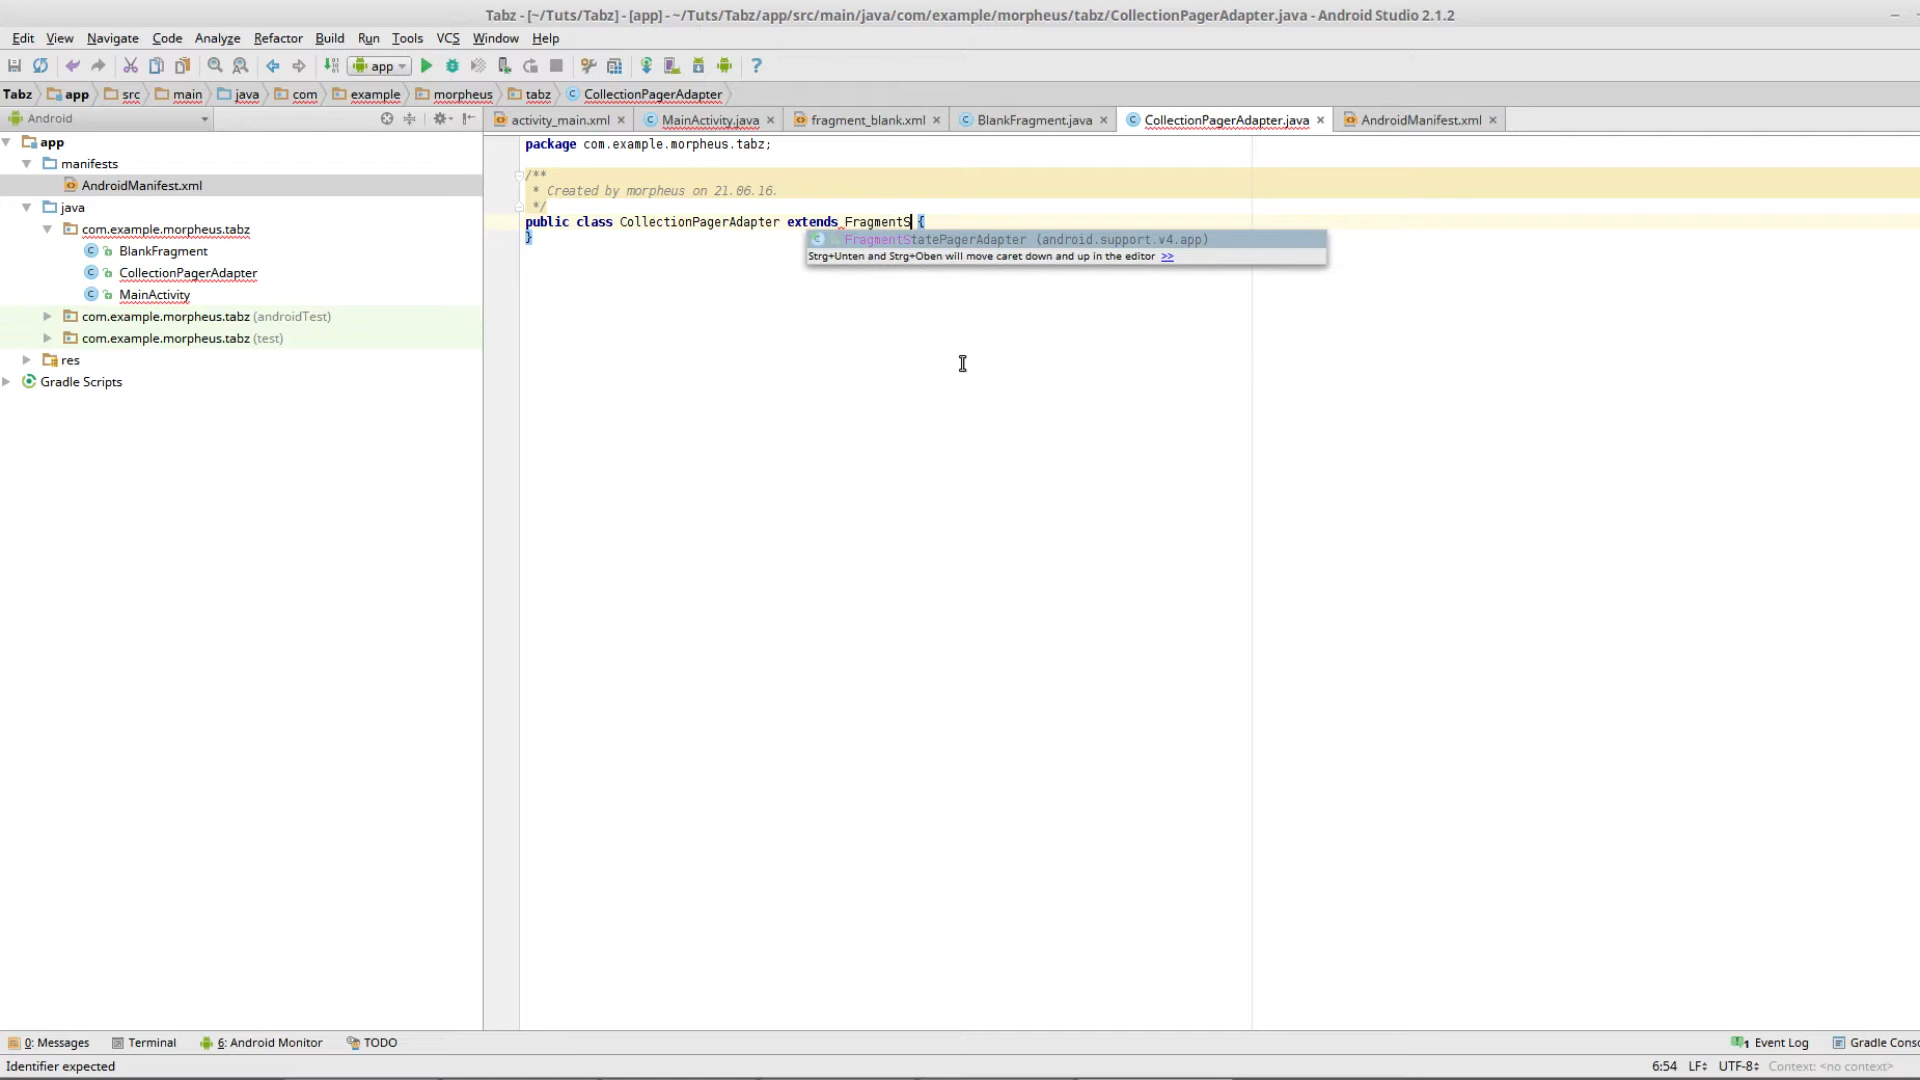 Tabz - [~/Tuts/Tabz] - [app] - ~/Tuts/Tabz/app/src/main/java/com/example/morpheus/tabz/CollectionPagerAdapter.java - Android Studio 2.1.2
Edit View Navigate Code Analyze Refactor Build Run Tools VCS Window Help
app
Tabz app src main java com example morpheus tabz CollectionPagerAdapter
Android
activity_main.xml MainActivity.java fragment_blank.xml BlankFragment.java CollectionPagerAdapter.java AndroidManifest.xml
app
manifests
AndroidManifest.xml
java
com.example.morpheus.tabz
BlankFragment
CollectionPagerAdapter
MainActivity
com.example.morpheus.tabz (androidTest)
com.example.morpheus.tabz (test)
res
Gradle Scripts
package com.example.morpheus.tabz;
/**
* Created by morpheus on 21.06.16.
*/
public class CollectionPagerAdapter extends FragmentS {
}
FragmentStatePagerAdapter (android.support.v4.app)
Strg+Unten and Strg+Oben will move caret down and up in the editor >>
0: Messages Terminal 6: Android Monitor TODO 1 Event Log Gradle Conso
Identifier expected 6:54 LF UTF-8 Context: <no context>